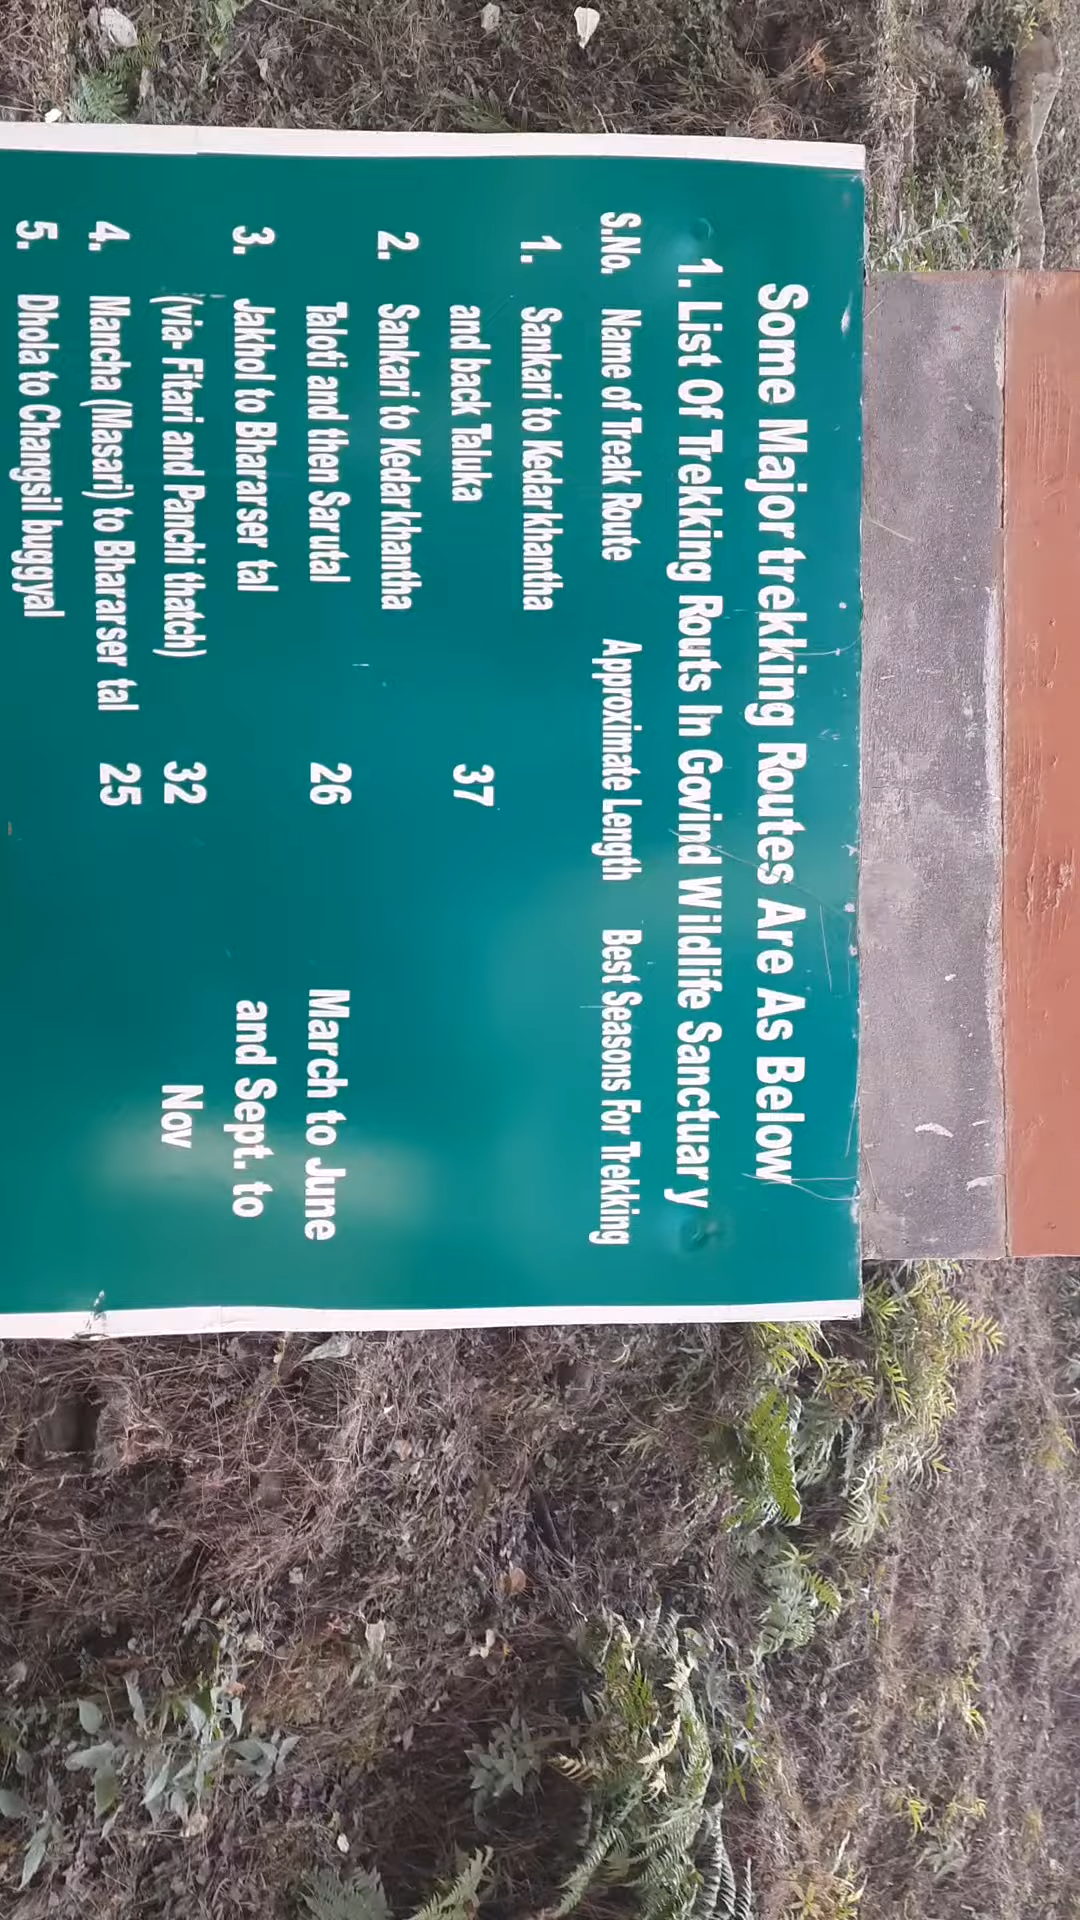 Some Major trekking Routes Are As Below
1. List Of Trekking Routs In Govind Wildlife Sanctuary
S.No. Name of Treak Route Approximate Length Best Seasons For Trekking
1. Sankari to Kedarkhantha
and back Taluka 37
2. Sankari to Kedarkhantha
Taloti and then Sarutal 26 March to June
3. Jakhol to Bhararser tal and Sept. to
(via- Fitari and Panchi thatch) 32 Nov
4. Mancha (Masari) to Bhararser tal 25
5. Dhola to Changsil buggyal